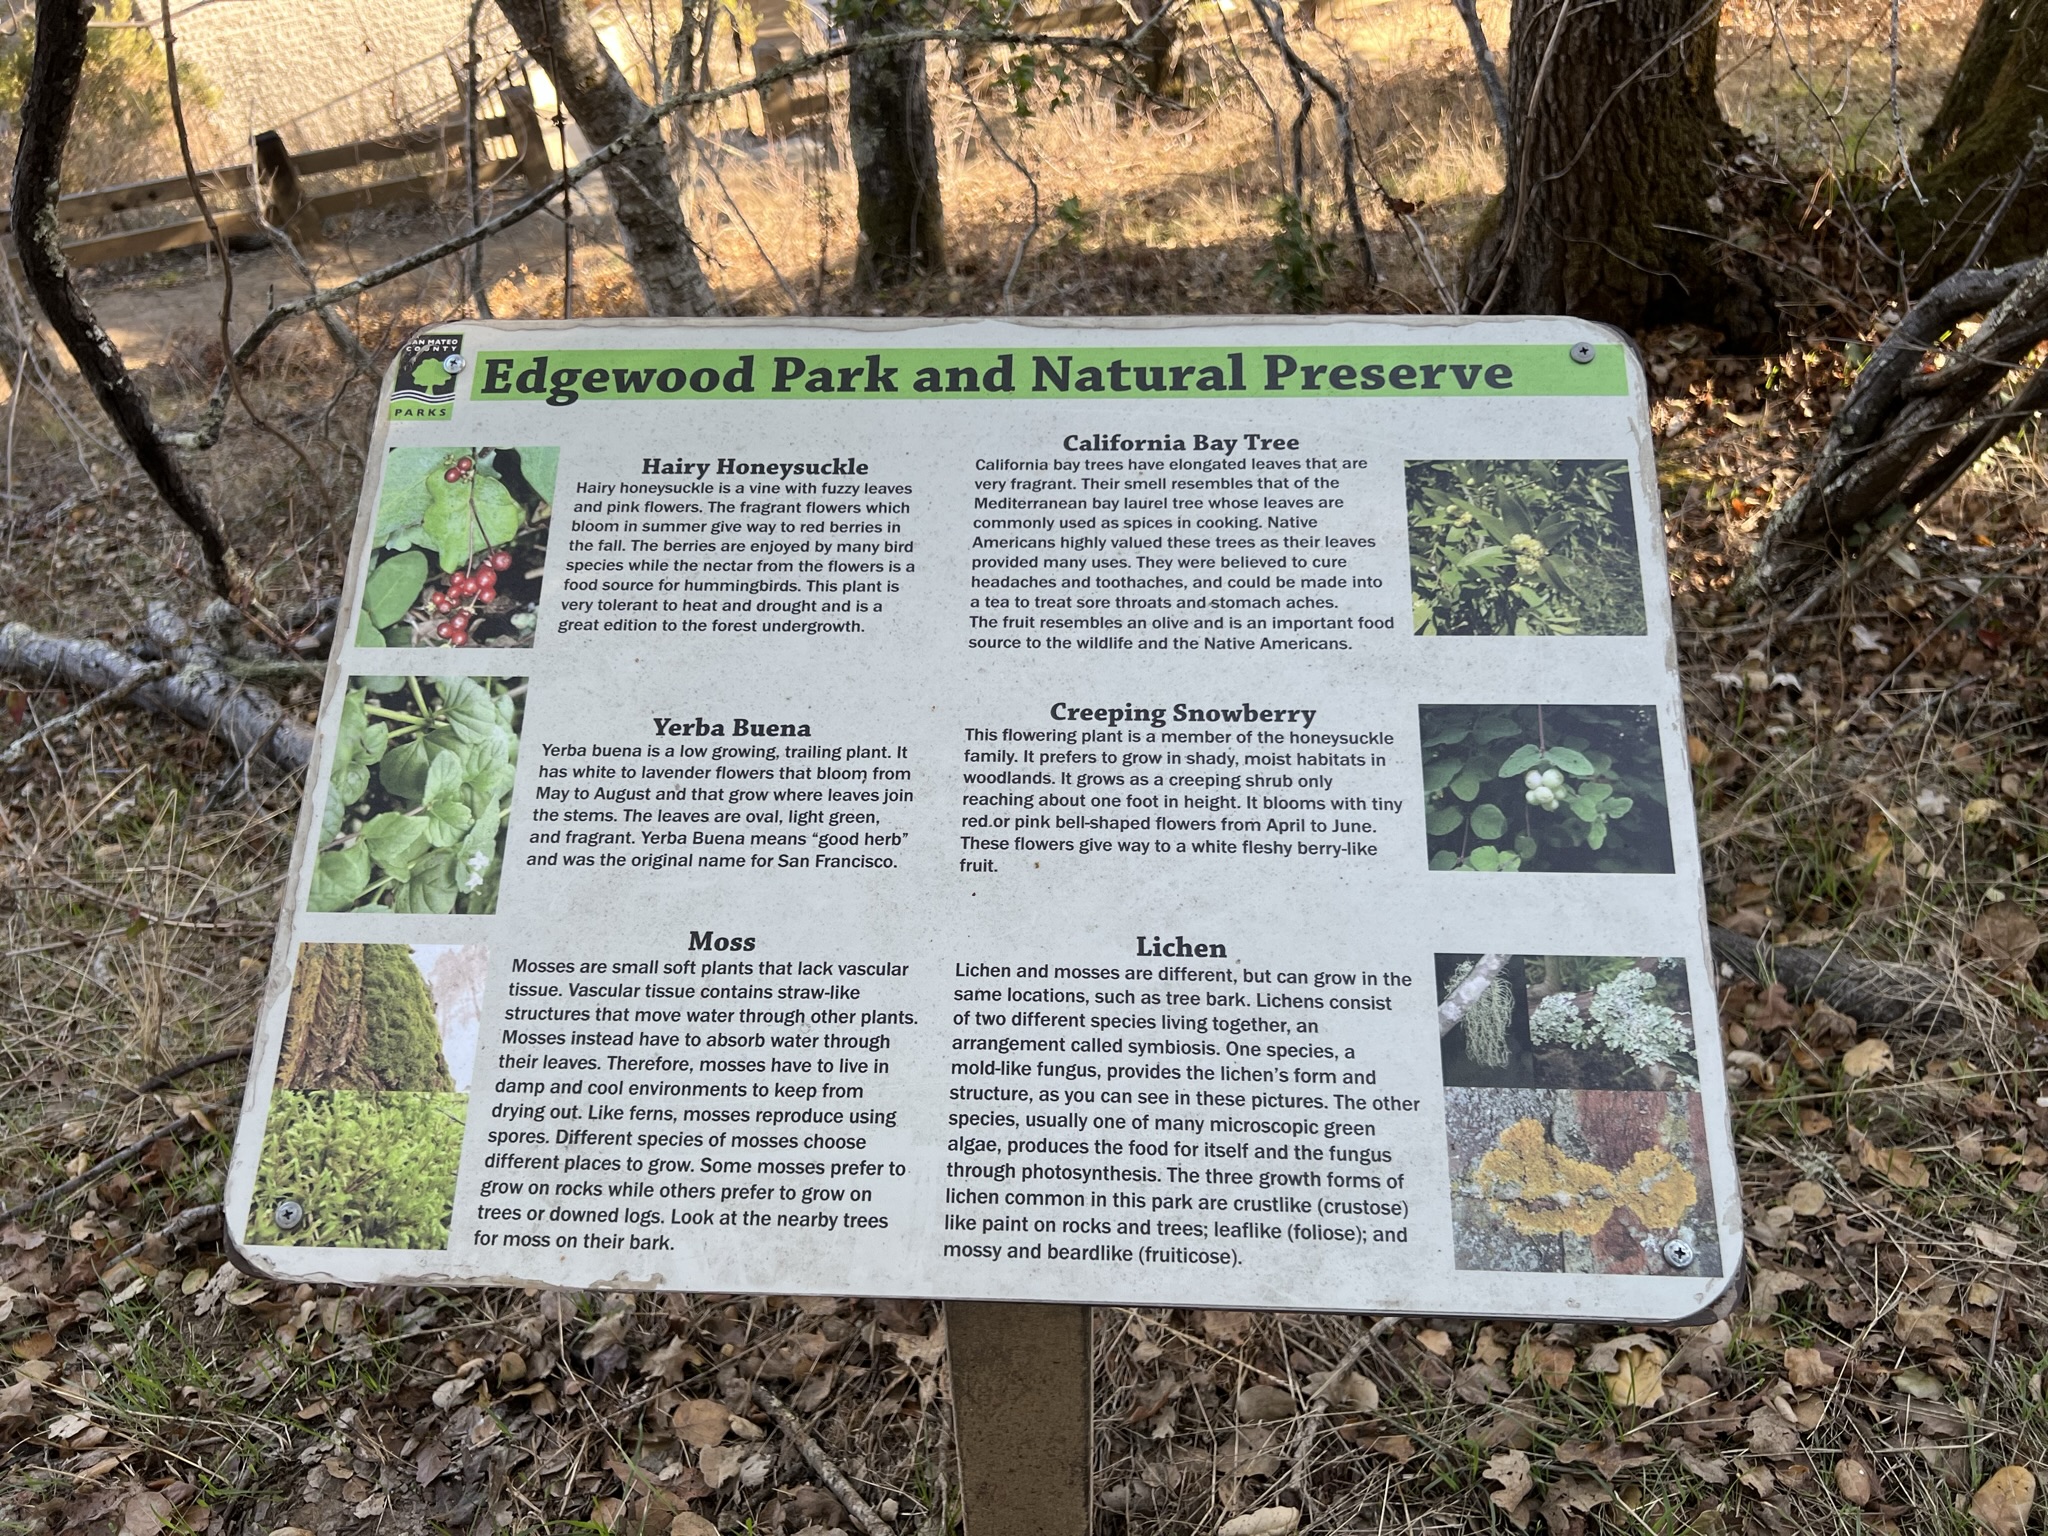 SAN MATEO
COUNTY
PARKS
Edgewood Park and Natural Preserve
Hairy Honeysuckle
Hairy honeysuckle is a vine with fuzzy leaves
and pink flowers. The fragrant flowers which
bloom in summer give way to red berries in
the fall. The berries are enjoyed by many bird
species while the nectar from the flowers is a
food source for hummingbirds. This plant is
very tolerant to heat and drought and is a
great edition to the forest undergrowth.
Yerba Buena
Yerba buena is a low growing, trailing plant. It
has white to lavender flowers that bloom from
May to August and that grow where leaves join
the stems. The leaves are oval, light green,
and fragrant. Yerba Buena means “good herb”
and was the original name for San Francisco.
Moss
Mosses are small soft plants that lack vascular
tissue. Vascular tissue contains straw-like
structures that move water through other plants.
Mosses instead have to absorb water through
their leaves. Therefore, mosses have to live in
damp and cool environments to keep from
drying out. Like ferns, mosses reproduce using
spores. Different species of mosses choose
different places to grow. Some mosses prefer to
grow on rocks while others prefer to grow on
trees or downed logs. Look at the nearby trees
for moss on their bark.
California Bay Tree
California bay trees have elongated leaves that are
very fragrant. Their smell resembles that of the
Mediterranean bay laurel tree whose leaves are
commonly used as spices in cooking. Native
Americans highly valued these trees as their leaves
provided many uses. They were believed to cure
headaches and toothaches, and could be made into
a tea to treat sore throats and stomach aches.
The fruit resembles an olive and is an important food
source to the wildlife and the Native Americans.
Creeping Snowberry
This flowering plant is a member of the honeysuckle
family. It prefers to grow in shady, moist habitats in
woodlands. It grows as a creeping shrub only
reaching about one foot in height. It blooms with tiny
red or pink bell-shaped flowers from April to June.
These flowers give way to a white fleshy berry-like
fruit.
Lichen
Lichen and mosses are different, but can grow in the
same locations, such as tree bark. Lichens consist
of two different species living together, an
arrangement called symbiosis. One species, a
mold-like fungus, provides the lichen’s form and
structure, as you can see in these pictures. The other
species, usually one of many microscopic green
algae, produces the food for itself and the fungus
through photosynthesis. The three growth forms of
lichen common in this park are crustlike (crustose)
like paint on rocks and trees; leaflike (foliose); and
mossy and beardlike (fruiticose).